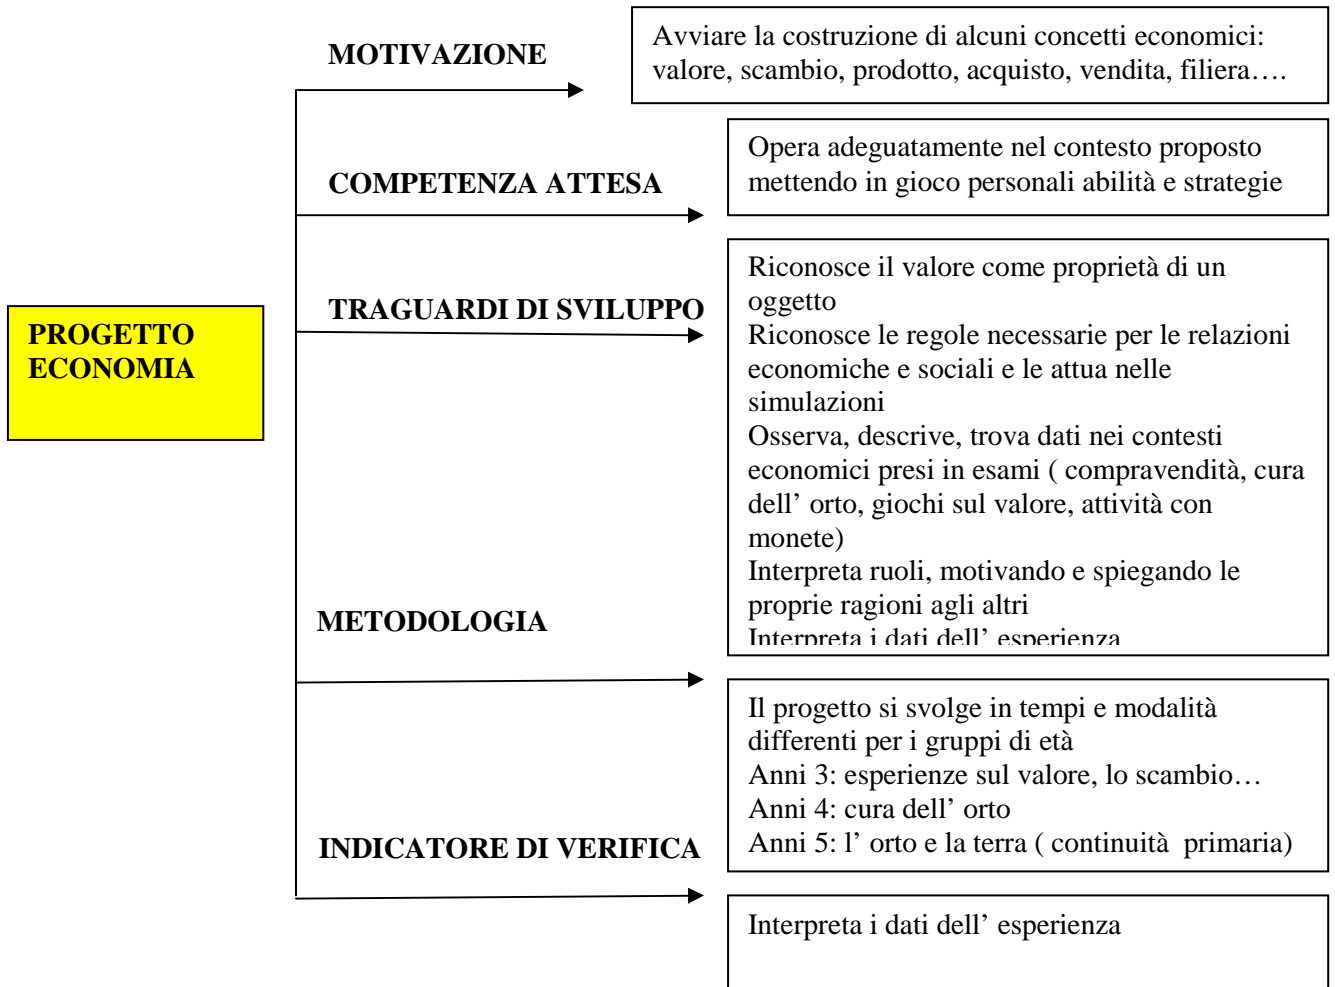 MOTIVAZIONE
Avviare la costruzione di alcuni concetti economici:
valore, scambio, prodotto, acquisto, vendita, filiera….
COMPETENZA ATTESA
Opera adeguatamente nel contesto proposto
mettendo in gioco personali abilità e strategie
PROGETTO
ECONOMIA
TRAGUARDI DI SVILUPPO
Riconosce il valore come proprietà di un
oggetto
Riconosce le regole necessarie per le relazioni
economiche e sociali e le attua nelle
simulazioni
Osserva, descrive, trova dati nei contesti
economici presi in esami ( compravendità, cura
dell’ orto, giochi sul valore, attività con
monete)
Interpreta ruoli, motivando e spiegando le
proprie ragioni agli altri
Interpreta i dati dell’ esperienza
METODOLOGIA
Il progetto si svolge in tempi e modalità
differenti per i gruppi di età
Anni 3: esperienze sul valore, lo scambio…
Anni 4: cura dell’ orto
Anni 5: l’ orto e la terra ( continuità  primaria)
INDICATORE DI VERIFICA
Interpreta i dati dell’ esperienza